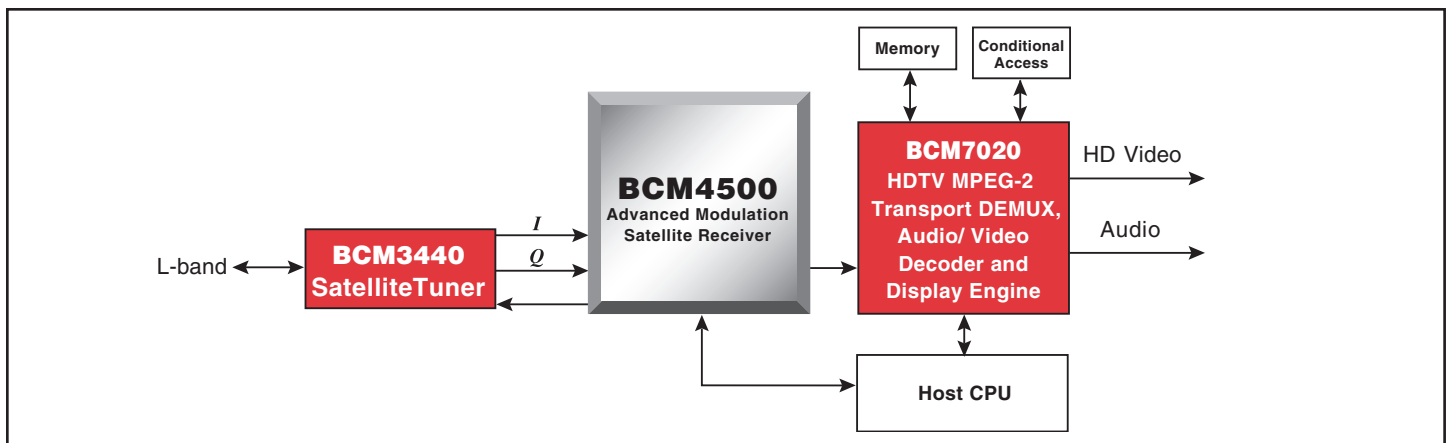 Memory
Conditional
Access
BCM7020
HDTV MPEG-2
Transport DEMUX,
Audio/ Video
Decoder and
Display Engine
HD Video
Audio
BCM4500
Advanced Modulation
Satellite Receiver
I
Q
BCM3440
SatelliteTuner
L-band
Host CPU